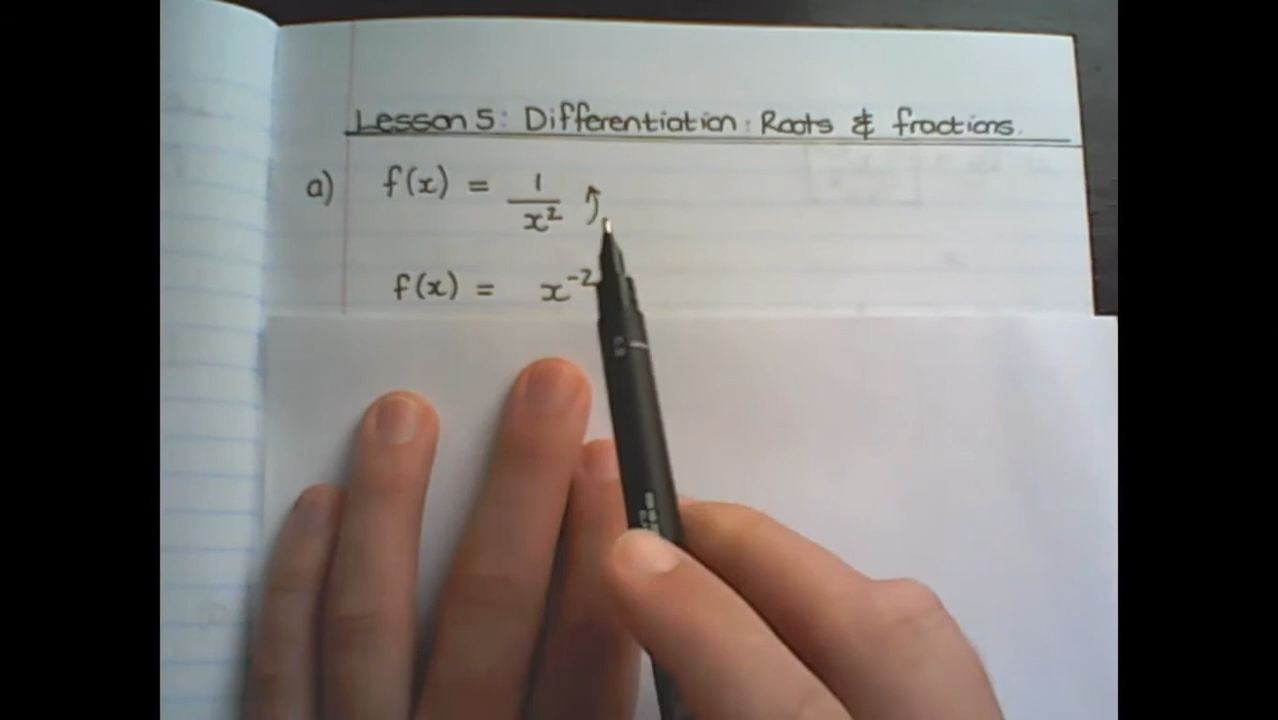 Lesson 5: Differentiation: Roots & fractions.
a) f(x) = 1/x²
f(x) = x⁻²